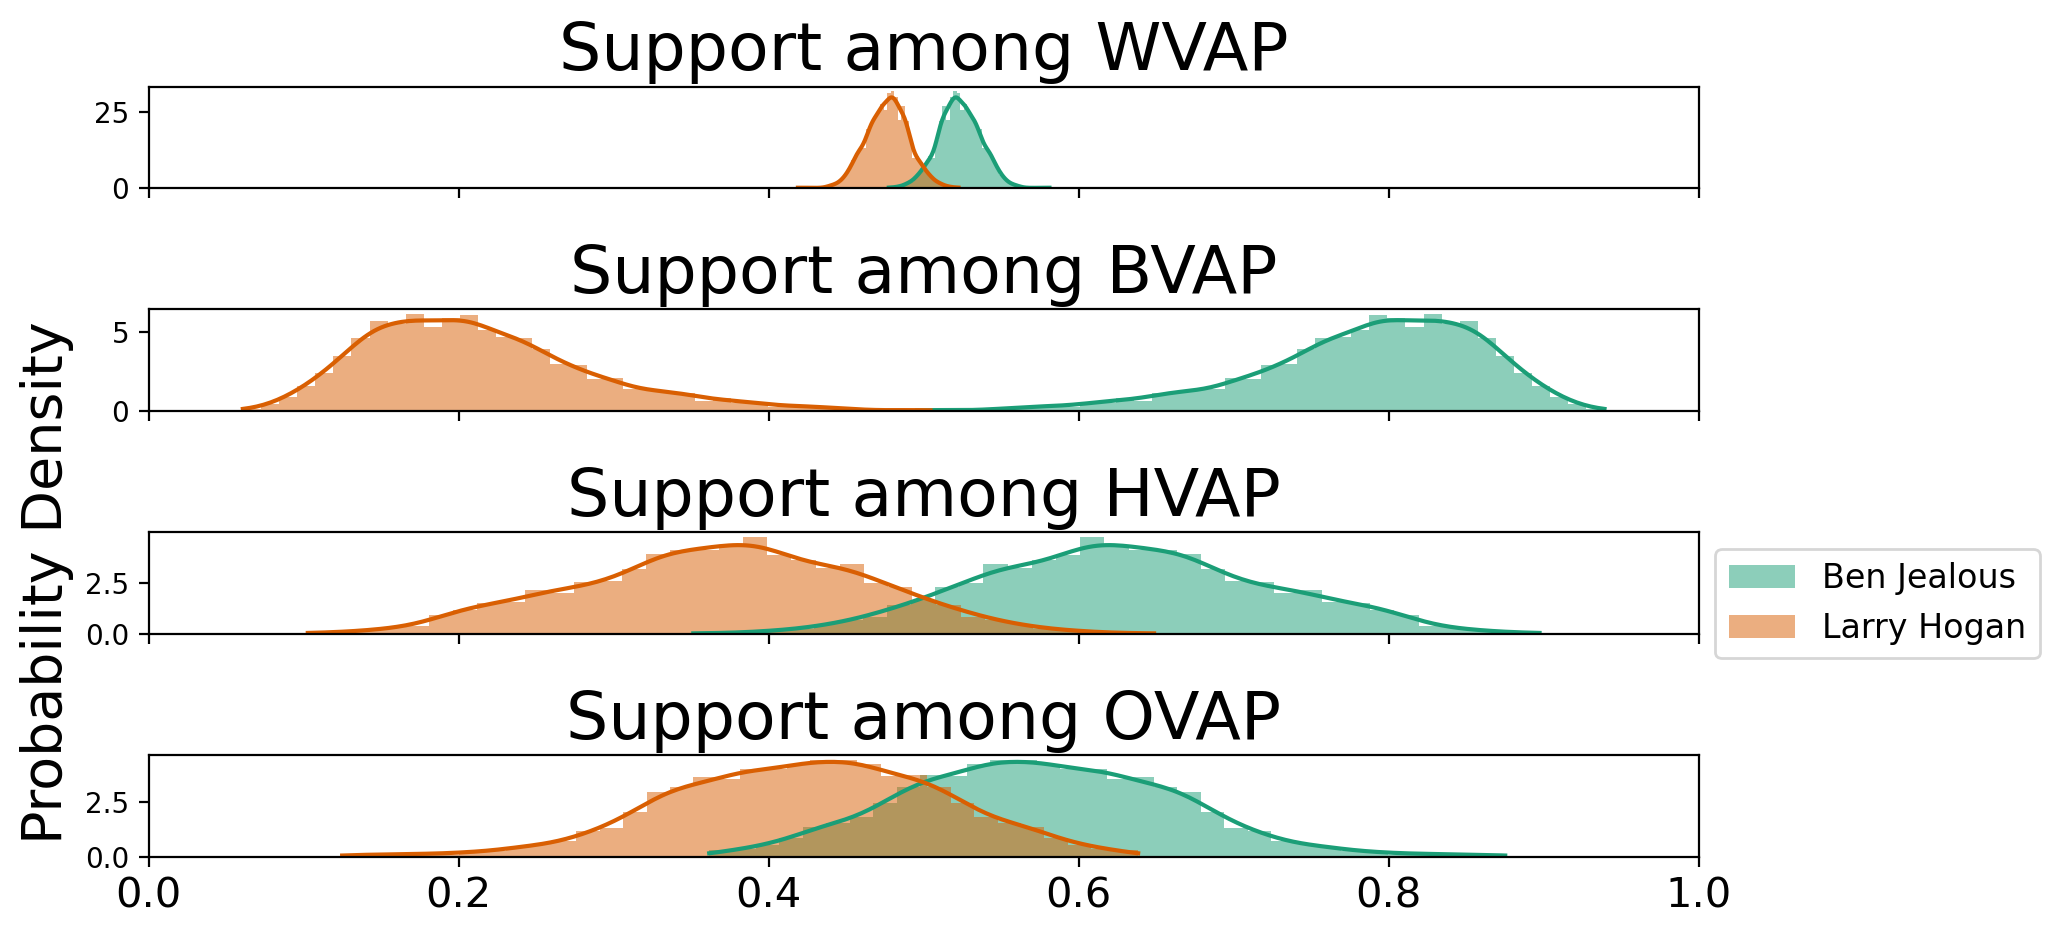 Support among WVAP
25
0
Support among BVAP
5
0
Support among HVAP
2.5
0.0
Support among OVAP
2.5
0.0
0.0 0.2 0.4 0.6 0.8 1.0
Probability Density
Ben Jealous
Larry Hogan